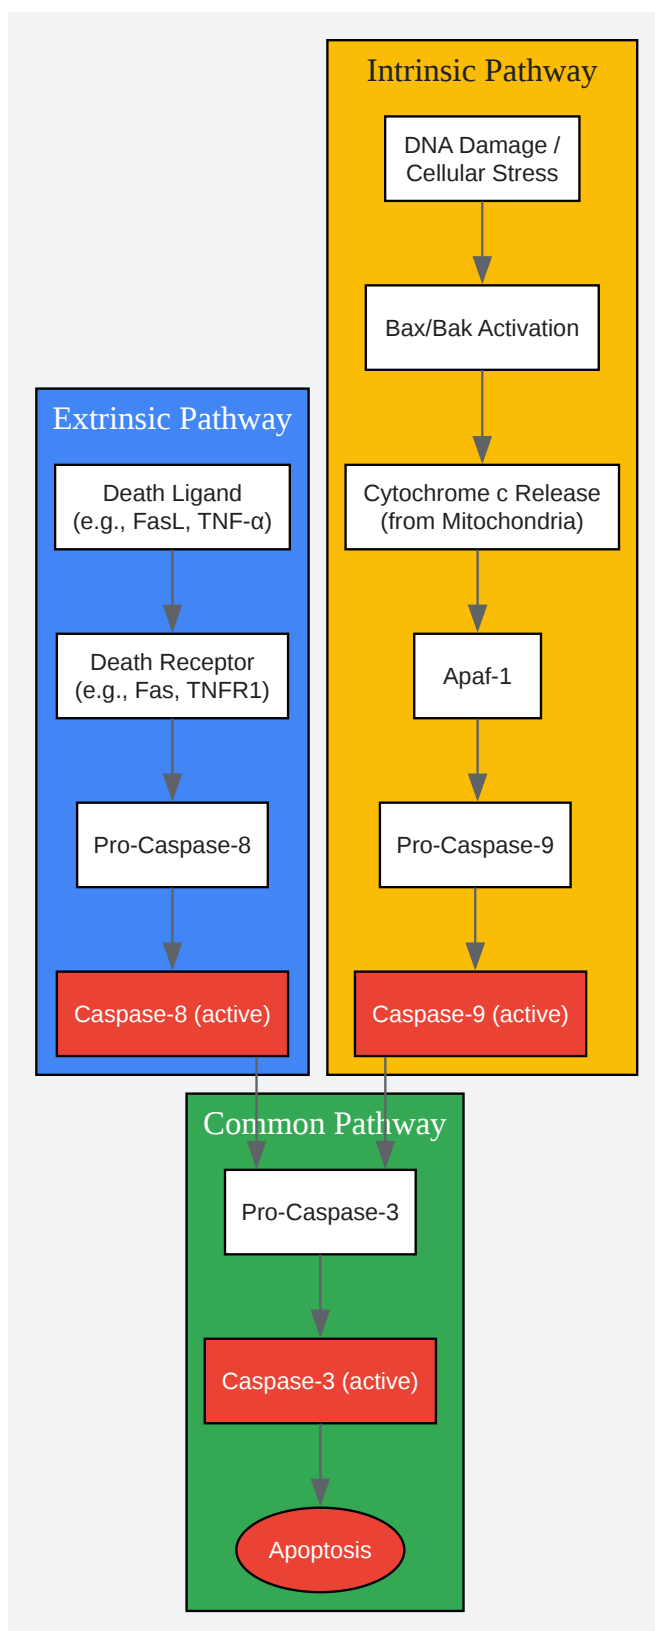 Intrinsic Pathway
DNA Damage /
Cellular Stress
Bax/Bak Activation
Cytochrome c Release
(from Mitochondria)
Apaf-1
Pro-Caspase-9
Caspase-9 (active)
Extrinsic Pathway
Death Ligand
(e.g., FasL, TNF-α)
Death Receptor
(e.g., Fas, TNFR1)
Pro-Caspase-8
Caspase-8 (active)
Common Pathway
Pro-Caspase-3
Caspase-3 (active)
Apoptosis